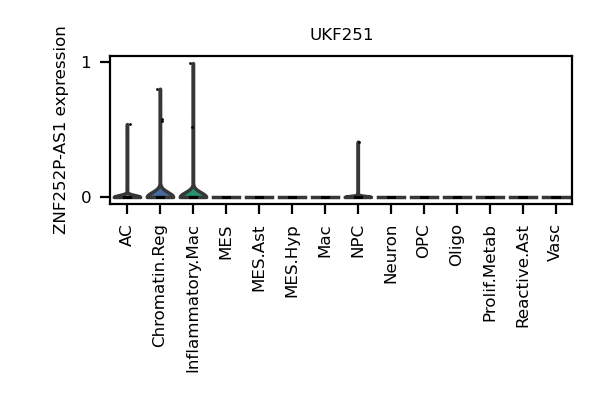 UKF251
ZNF252P-AS1 expression
1
0
AC
Chromatin.Reg
Inflammatory.Mac
MES
MES.Ast
MES.Hyp
Mac
NPC
Neuron
OPC
Oligo
Prolif.Metab
Reactive.Ast
Vasc